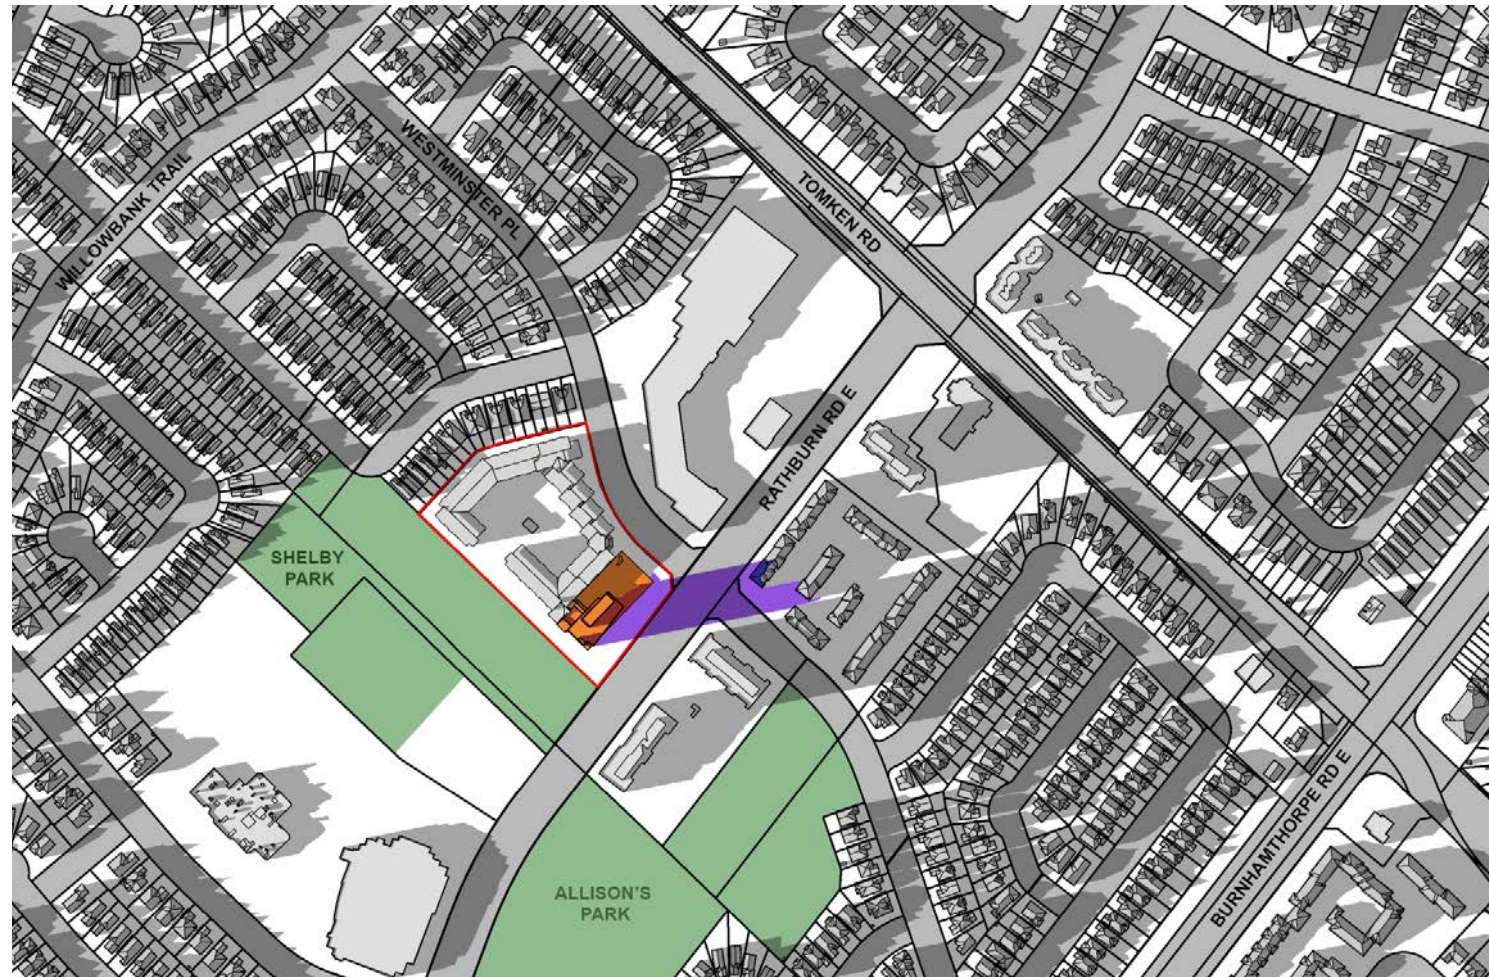 WESTMINSTER PL
WILLOWBANK TRAIL
TOMKEN RD
RATHBURN RD E
SHELBY
PARK
ALLISON'S
PARK
BURNHAMTHORPE RD E